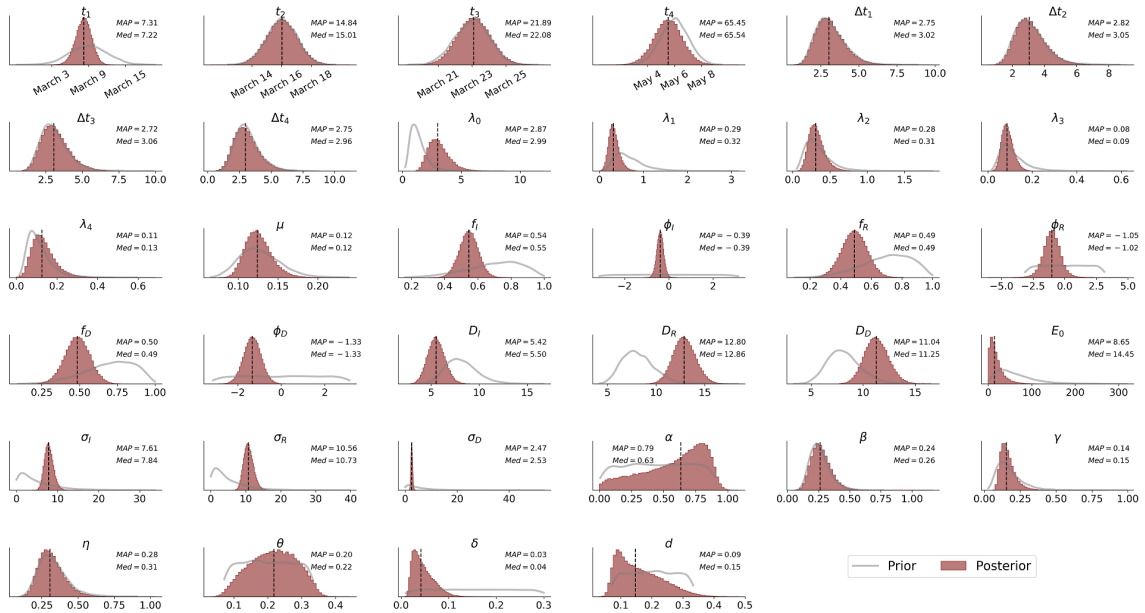 t₁
MAP = 7.31
Med = 7.22
March 3
March 9
March 15
t₂
MAP = 14.84
Med = 15.01
March 14
March 16
March 18
t₃
MAP = 21.89
Med = 22.08
March 21
March 23
March 25
t₄
MAP = 65.45
Med = 65.54
May 4
May 6
May 8
Δt₁
MAP = 2.75
Med = 3.02
2.5 5.0 7.5 10.0
Δt₂
MAP = 2.82
Med = 3.05
2 4 6 8
Δt₃
MAP = 2.72
Med = 3.06
2.5 5.0 7.5 10.0
Δt₄
MAP = 2.75
Med = 2.96
0.0 2.5 5.0 7.5 10.0
λ₀
MAP = 2.87
Med = 2.99
0 5 10
λ₁
MAP = 0.29
Med = 0.32
0 1 2 3
λ₂
MAP = 0.28
Med = 0.31
0.0 0.5 1.0 1.5
λ₃
MAP = 0.08
Med = 0.09
0.0 0.2 0.4 0.6
λ₄
MAP = 0.11
Med = 0.13
0.0 0.2 0.4 0.6
μ
MAP = 0.12
Med = 0.12
0.05 0.10 0.15 0.20
f_I
MAP = 0.54
Med = 0.55
0.2 0.4 0.6 0.8 1.0
ϕ_I
MAP = −0.39
Med = −0.39
−2 0 2
f_R
MAP = 0.49
Med = 0.49
0.2 0.4 0.6 0.8 1.0
ϕ_R
MAP = −1.05
Med = −1.02
−5.0 −2.5 0.0 2.5 5.0
f_D
MAP = 0.50
Med = 0.49
0.00 0.25 0.50 0.75 1.00
ϕ_D
MAP = −1.33
Med = −1.33
−2 0 2
D_I
MAP = 5.42
Med = 5.50
5 10 15
D_R
MAP = 12.80
Med = 12.86
5 10 15
D_D
MAP = 11.04
Med = 11.25
5 10 15
E₀
MAP = 8.65
Med = 14.45
0 100 200 300
σ_I
MAP = 7.61
Med = 7.84
0 10 20 30
σ_R
MAP = 10.56
Med = 10.73
0 10 20 30 40
σ_D
MAP = 2.47
Med = 2.53
0 20 40
α
MAP = 0.79
Med = 0.63
0.00 0.25 0.50 0.75 1.00
β
MAP = 0.24
Med = 0.26
0.00 0.25 0.50 0.75 1.00
γ
MAP = 0.14
Med = 0.15
0.00 0.25 0.50 0.75 1.00
η
MAP = 0.28
Med = 0.31
0.00 0.25 0.50 0.75 1.00
θ
MAP = 0.20
Med = 0.22
0.1 0.2 0.3 0.4
δ
MAP = 0.03
Med = 0.04
0.0 0.1 0.2 0.3
d
MAP = 0.09
Med = 0.15
0.1 0.2 0.3 0.4 0.5
Prior
Posterior